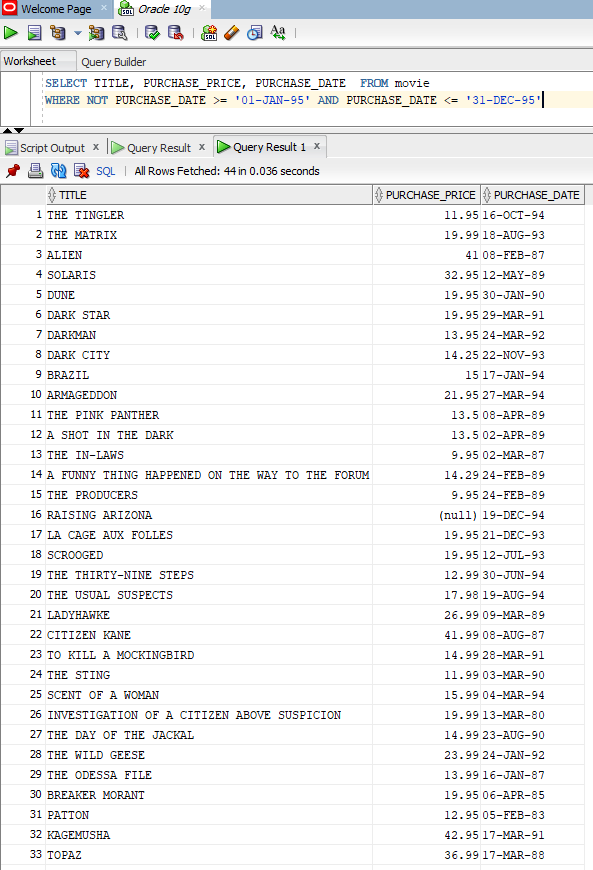 Welcome Page Oracle 10g
Worksheet Query Builder
SELECT TITLE, PURCHASE_PRICE, PURCHASE_DATE FROM movie
WHERE NOT PURCHASE_DATE >= '01-JAN-95' AND PURCHASE_DATE <= '31-DEC-95'
Script Output x Query Result x Query Result 1 x
SQL | All Rows Fetched: 44 in 0.036 seconds
TITLE PURCHASE_PRICE PURCHASE_DATE
1 THE TINGLER 11.95 16-OCT-94
2 THE MATRIX 19.99 18-AUG-93
3 ALIEN 41 08-FEB-87
4 SOLARIS 32.95 12-MAY-89
5 DUNE 19.95 30-JAN-90
6 DARK STAR 19.95 29-MAR-91
7 DARKMAN 13.95 24-MAR-92
8 DARK CITY 14.25 22-NOV-93
9 BRAZIL 15 17-JAN-94
10 ARMAGEDDON 21.95 27-MAR-94
11 THE PINK PANTHER 13.5 08-APR-89
12 A SHOT IN THE DARK 13.5 02-APR-89
13 THE IN-LAWS 9.95 02-MAR-87
14 A FUNNY THING HAPPENED ON THE WAY TO THE FORUM 14.29 24-FEB-89
15 THE PRODUCERS 9.95 24-FEB-89
16 RAISING ARIZONA (null) 19-DEC-94
17 LA CAGE AUX FOLLES 19.95 21-DEC-93
18 SCROOGED 19.95 12-JUL-93
19 THE THIRTY-NINE STEPS 12.99 30-JUN-94
20 THE USUAL SUSPECTS 17.98 19-AUG-94
21 LADYHAWKE 26.99 09-MAR-89
22 CITIZEN KANE 41.99 08-AUG-87
23 TO KILL A MOCKINGBIRD 14.99 28-MAR-91
24 THE STING 11.99 03-MAR-90
25 SCENT OF A WOMAN 15.99 04-MAR-94
26 INVESTIGATION OF A CITIZEN ABOVE SUSPICION 19.99 13-MAR-80
27 THE DAY OF THE JACKAL 14.99 23-AUG-90
28 THE WILD GEESE 23.99 24-JAN-92
29 THE ODESSA FILE 13.99 16-JAN-87
30 BREAKER MORANT 19.95 06-APR-85
31 PATTON 12.95 05-FEB-83
32 KAGEMUSHA 42.95 17-MAR-91
33 TOPAZ 36.99 17-MAR-88